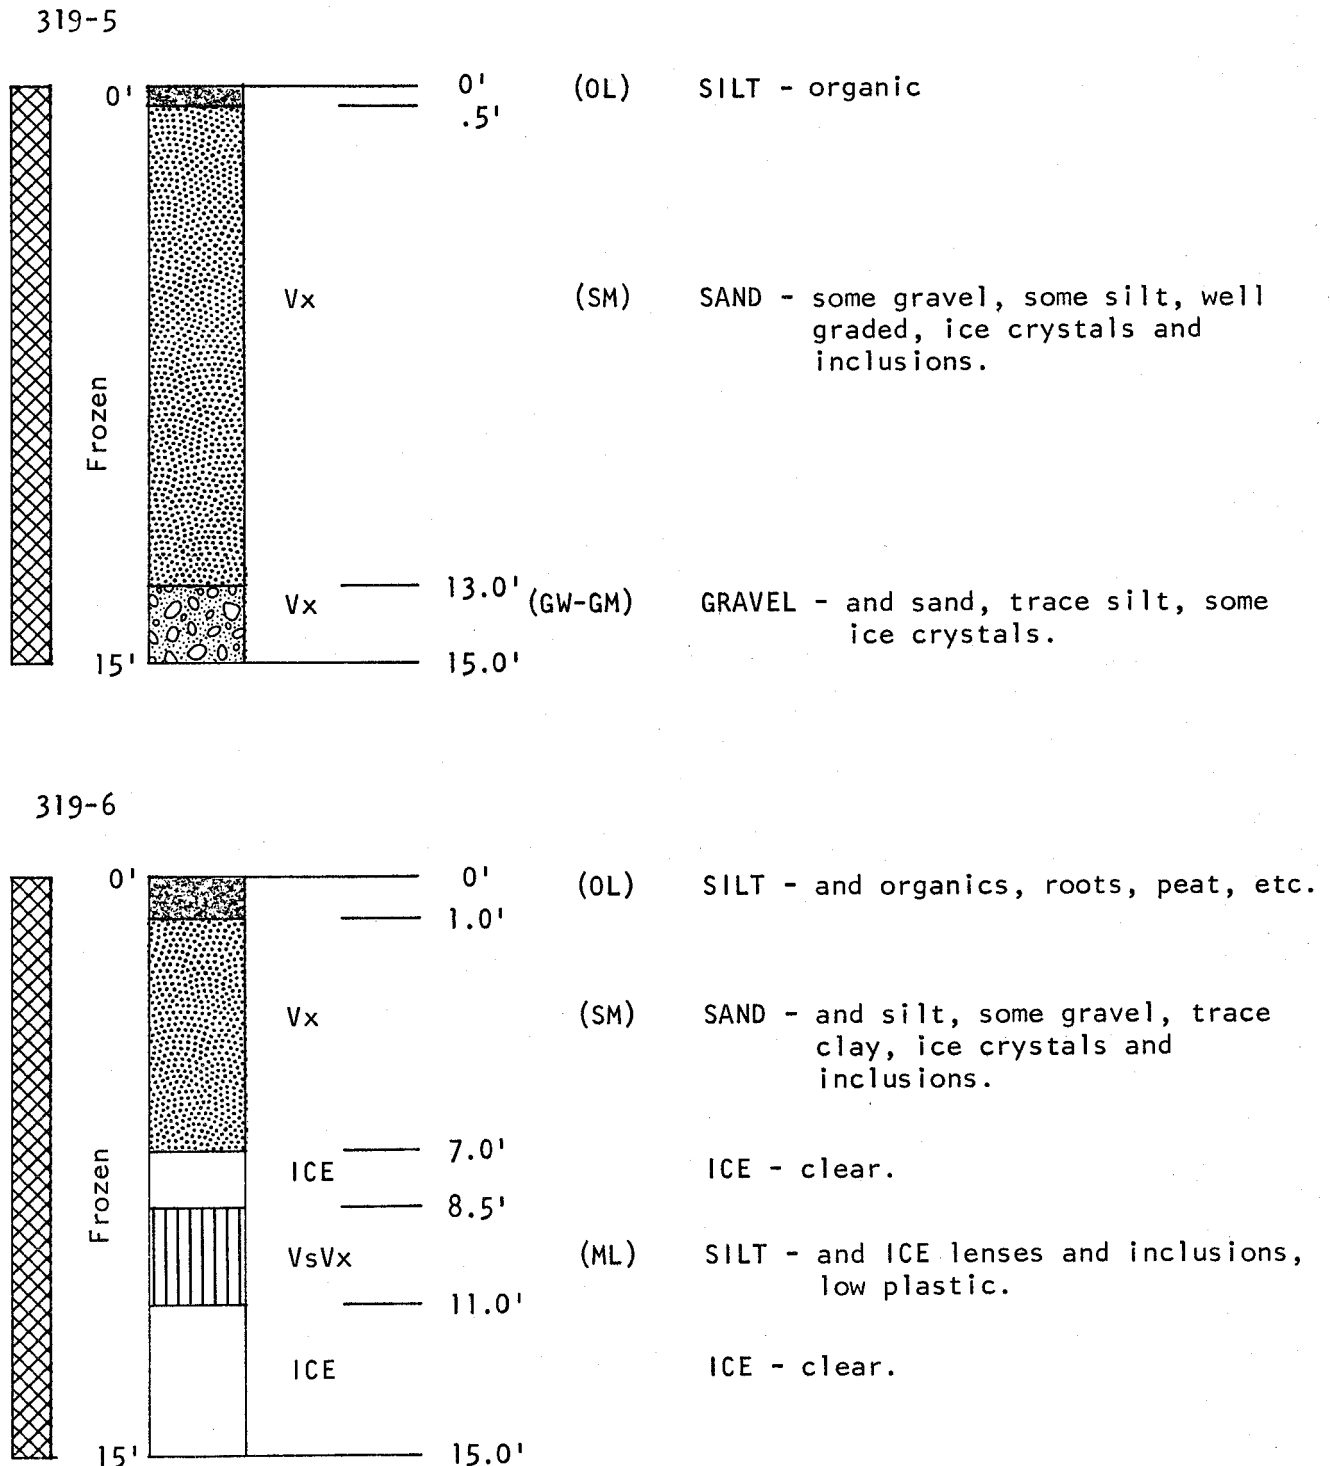 319-5
0' 0' (OL) SILT - organic
.5'
Vx (SM) SAND - some gravel, some silt, well
graded, ice crystals and
inclusions.
Frozen
13.0'
Vx (GW-GM) GRAVEL - and sand, trace silt, some
ice crystals.
15' 15.0'
319-6
0' 0' (OL) SILT - and organics, roots, peat, etc.
1.0'
Vx (SM) SAND - and silt, some gravel, trace
clay, ice crystals and
inclusions.
7.0'
ICE ICE - clear.
Frozen
8.5'
VsVx (ML) SILT - and ICE lenses and inclusions,
low plastic.
11.0'
ICE ICE - clear.
15' 15.0'